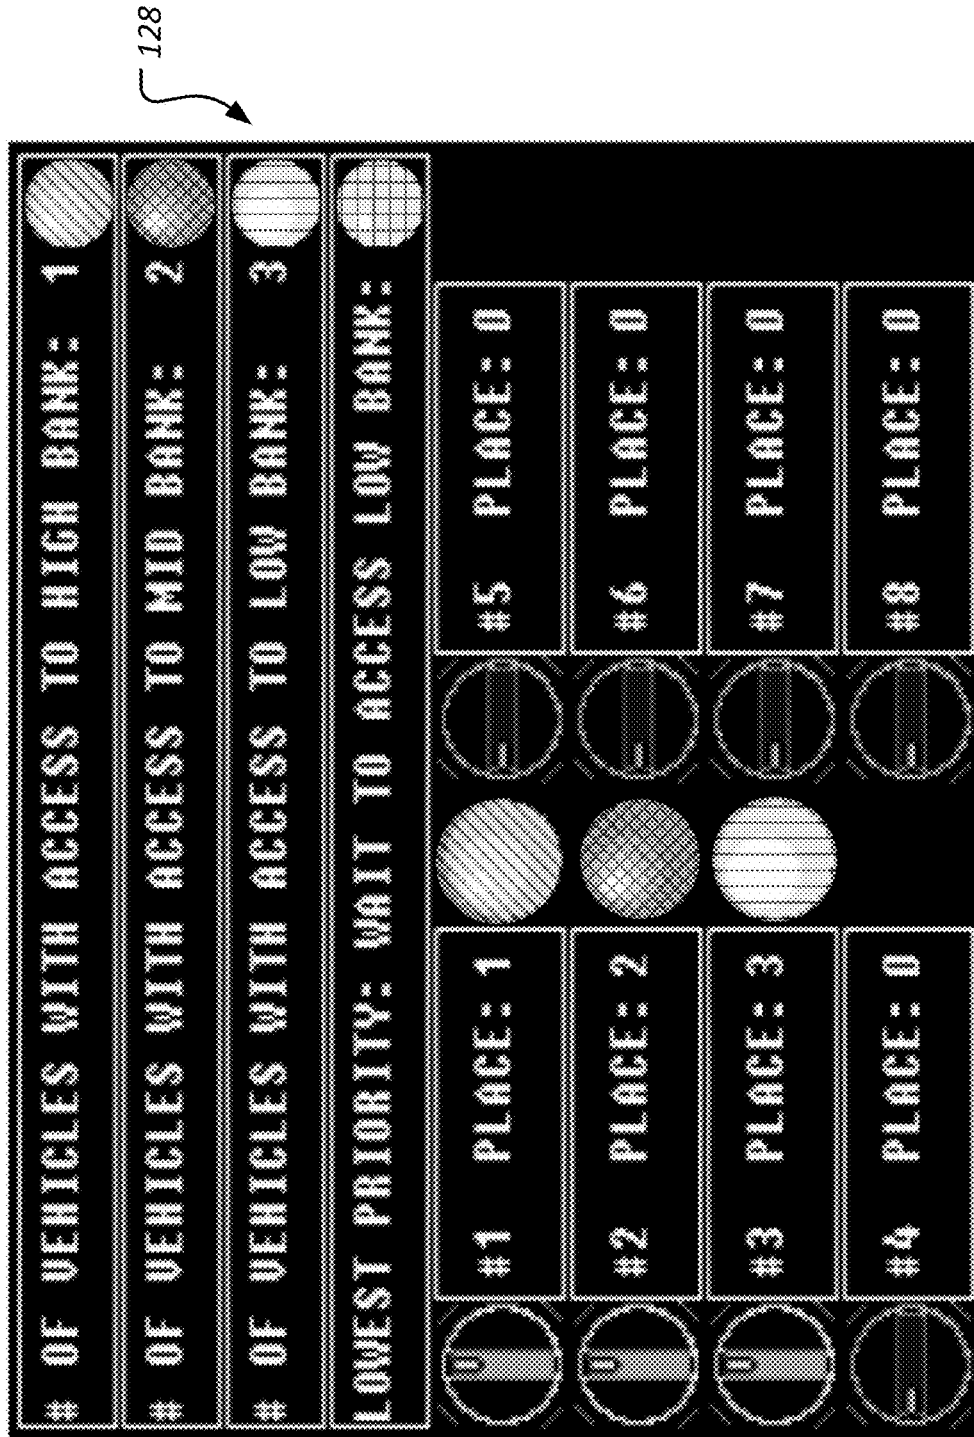 128
# OF VEHICLES WITH ACCESS TO HIGH BANK: 1
# OF VEHICLES WITH ACCESS TO MID BANK: 2
# OF VEHICLES WITH ACCESS TO LOW BANK: 3
LOWEST PRIORITY: WAIT TO ACCESS LOW BANK:
#1 PLACE: 1
#5 PLACE: 0
#2 PLACE: 2
#6 PLACE: 0
#3 PLACE: 3
#7 PLACE: 0
#4 PLACE: 0
#8 PLACE: 0